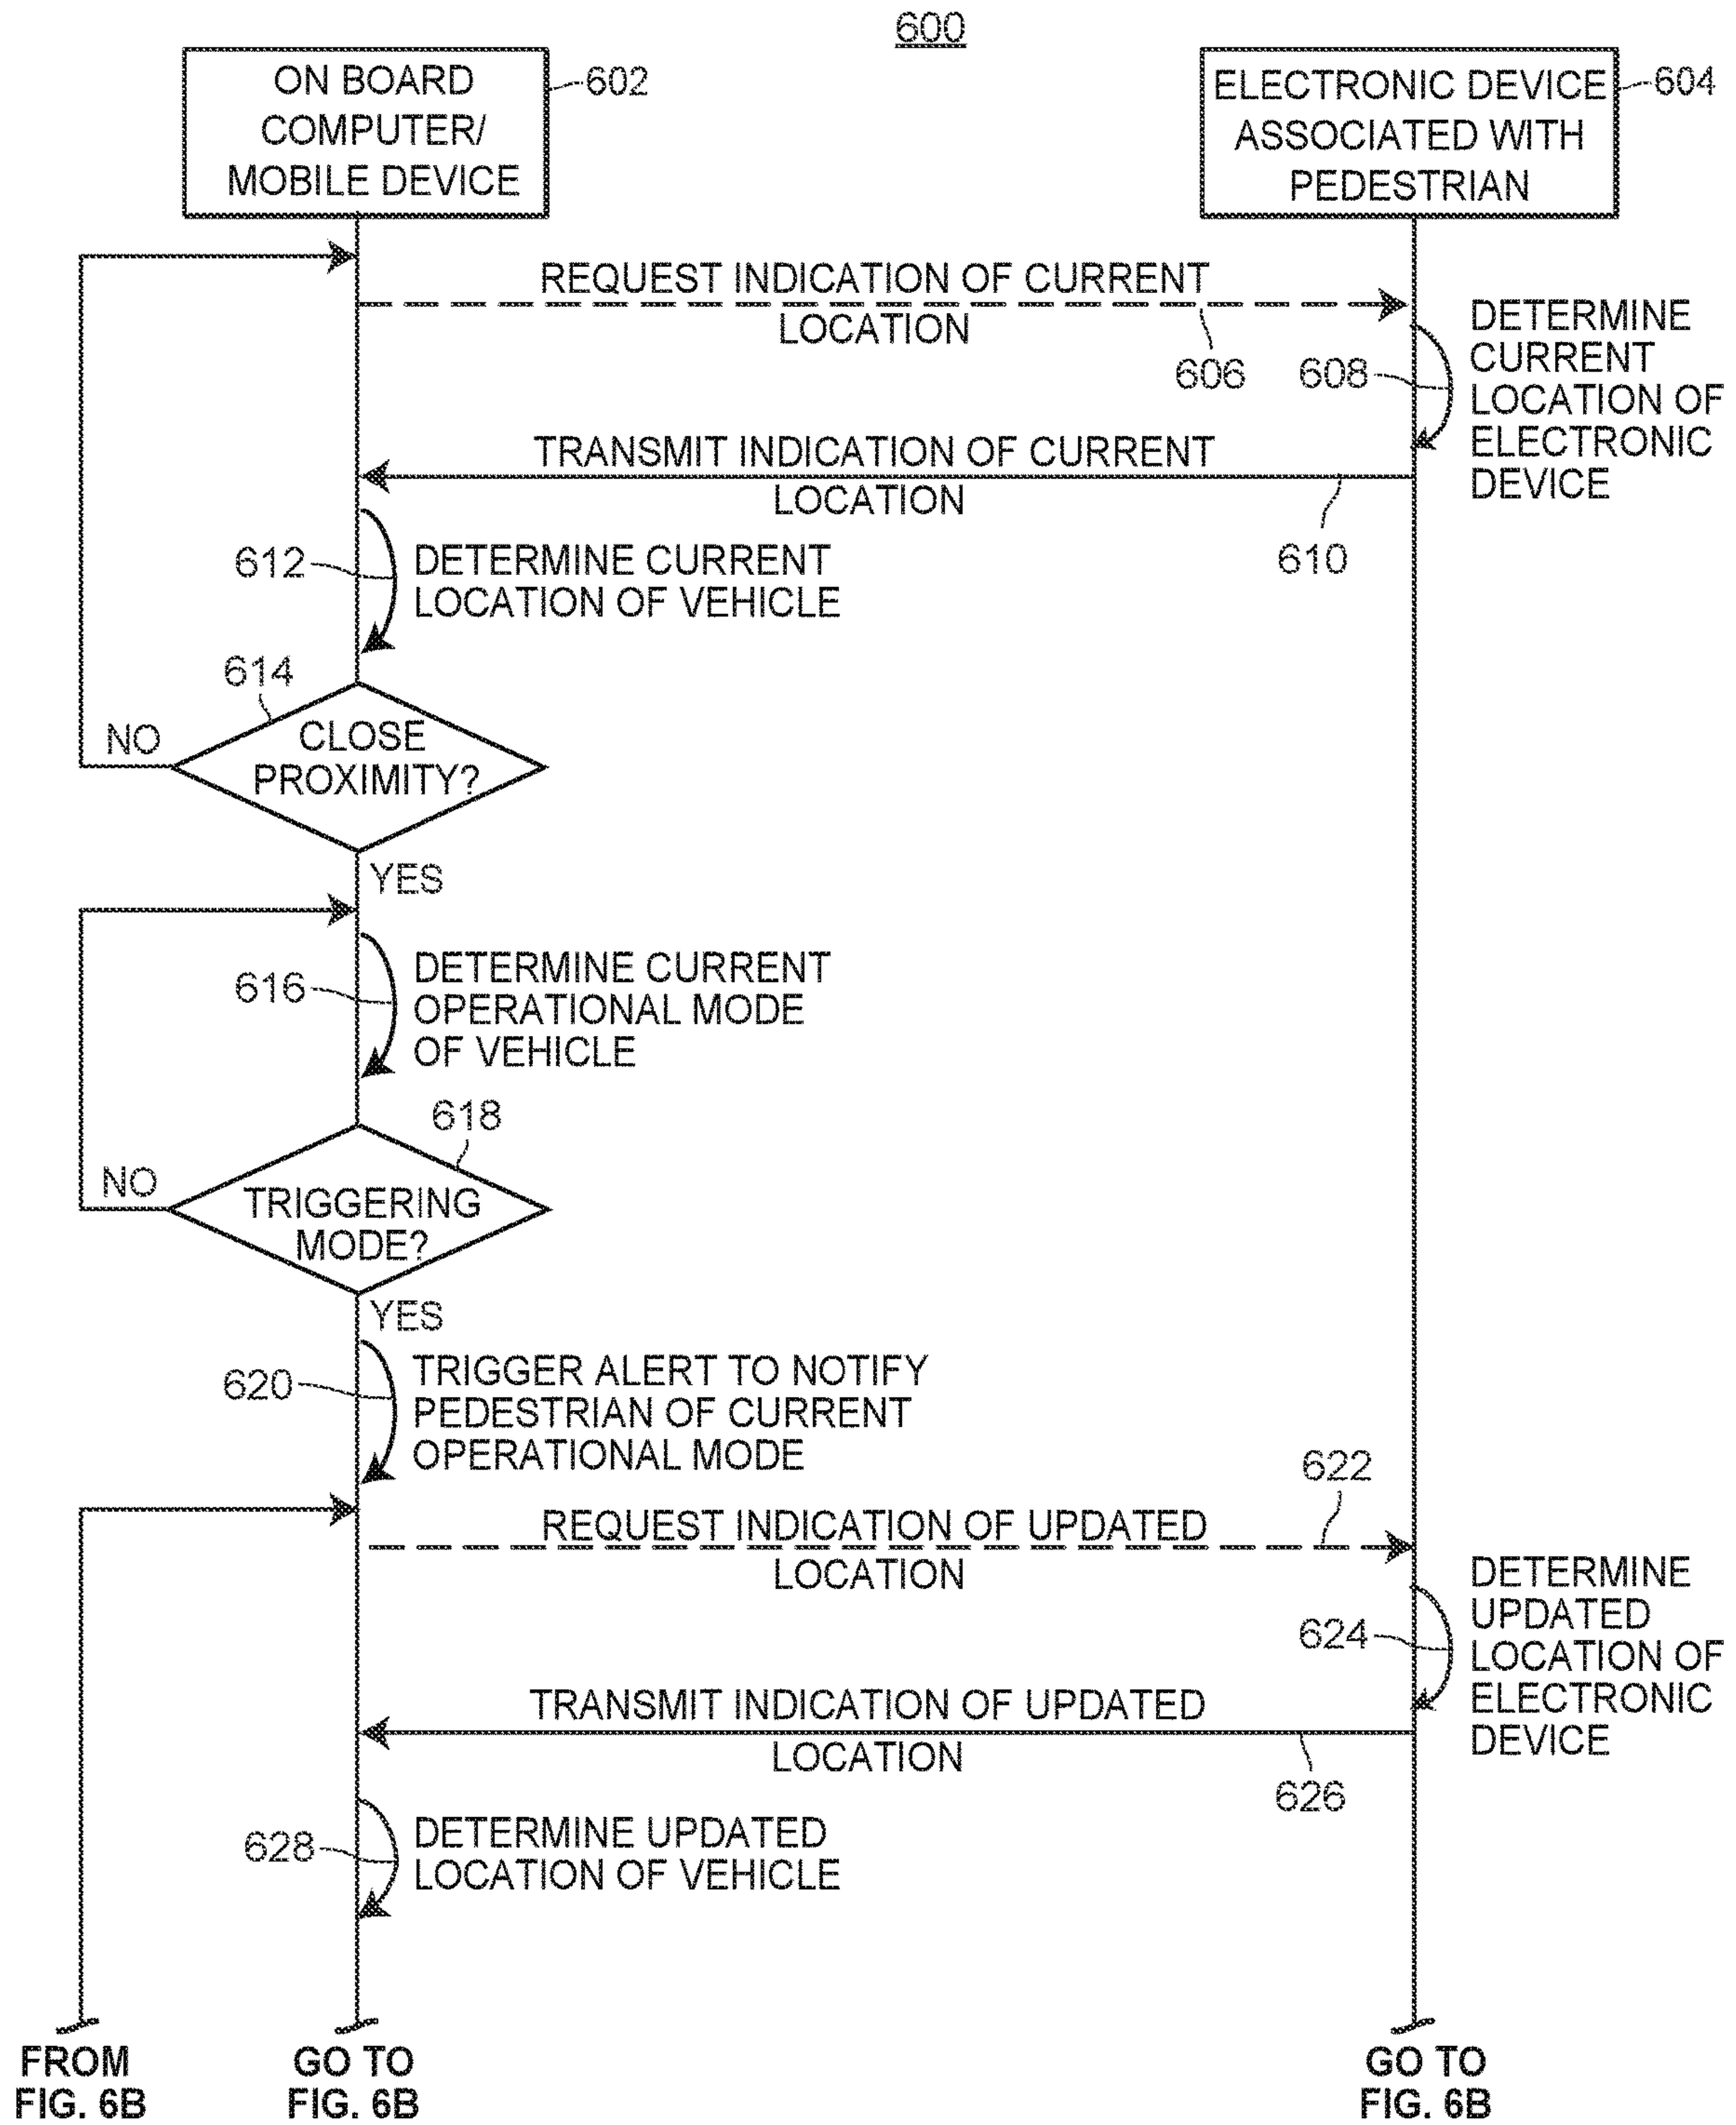 600
ON BOARD
COMPUTER/
MOBILE DEVICE
602
ELECTRONIC DEVICE
ASSOCIATED WITH
PEDESTRIAN
604
REQUEST INDICATION OF CURRENT
LOCATION
606
608
DETERMINE
CURRENT
LOCATION OF
ELECTRONIC
DEVICE
TRANSMIT INDICATION OF CURRENT
LOCATION
610
612
DETERMINE CURRENT
LOCATION OF VEHICLE
614
NO
CLOSE
PROXIMITY?
YES
616
DETERMINE CURRENT
OPERATIONAL MODE
OF VEHICLE
618
NO
TRIGGERING
MODE?
YES
620
TRIGGER ALERT TO NOTIFY
PEDESTRIAN OF CURRENT
OPERATIONAL MODE
622
REQUEST INDICATION OF UPDATED
LOCATION
624
DETERMINE
UPDATED
LOCATION OF
ELECTRONIC
DEVICE
TRANSMIT INDICATION OF UPDATED
LOCATION
626
628
DETERMINE UPDATED
LOCATION OF VEHICLE
FROM
FIG. 6B
GO TO
FIG. 6B
GO TO
FIG. 6B